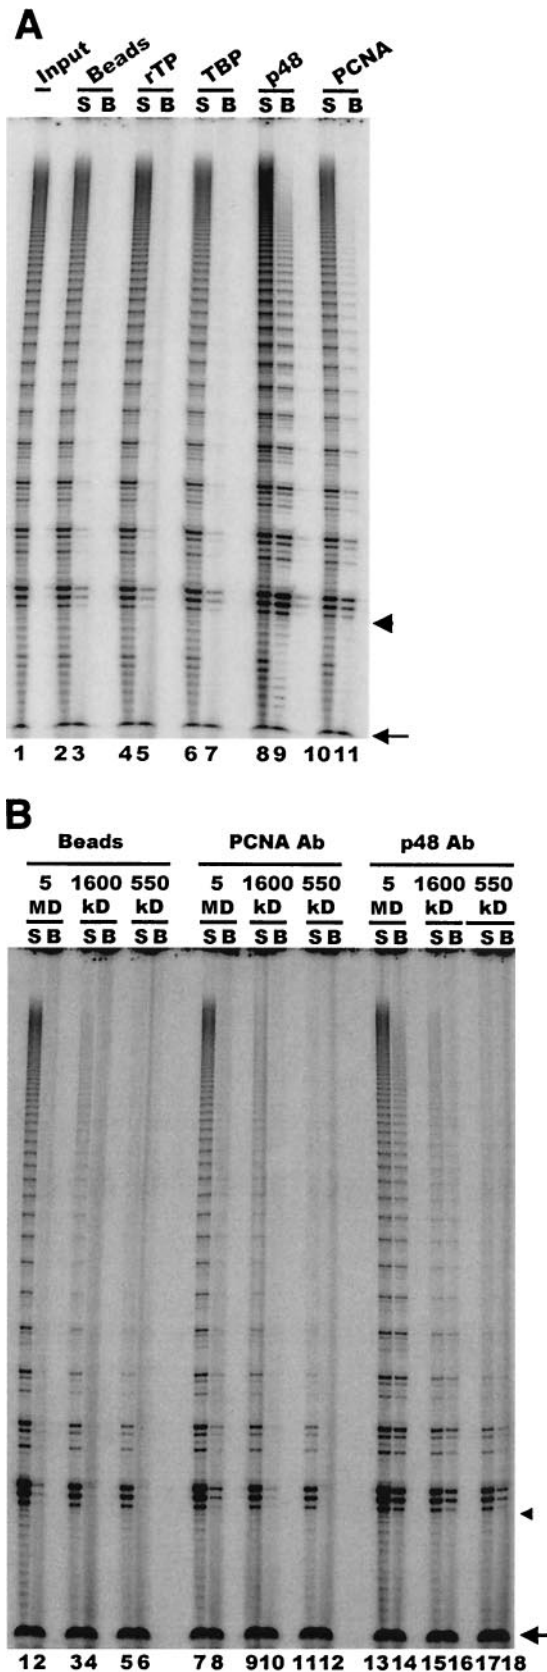 A
Input Beads rTP TBP p48 PCNA
S B S B S B S B S B
1 2 3 4 5 6 7 8 9 10 11
B
Beads PCNA Ab p48 Ab
5 1600 550 5 1600 550 5 1600 550
MD kD kD MD kD kD MD kD kD
S B S B S B S B S B S B S B S B S B
1 2 3 4 5 6 7 8 9 10 11 12 13 14 15 16 17 18